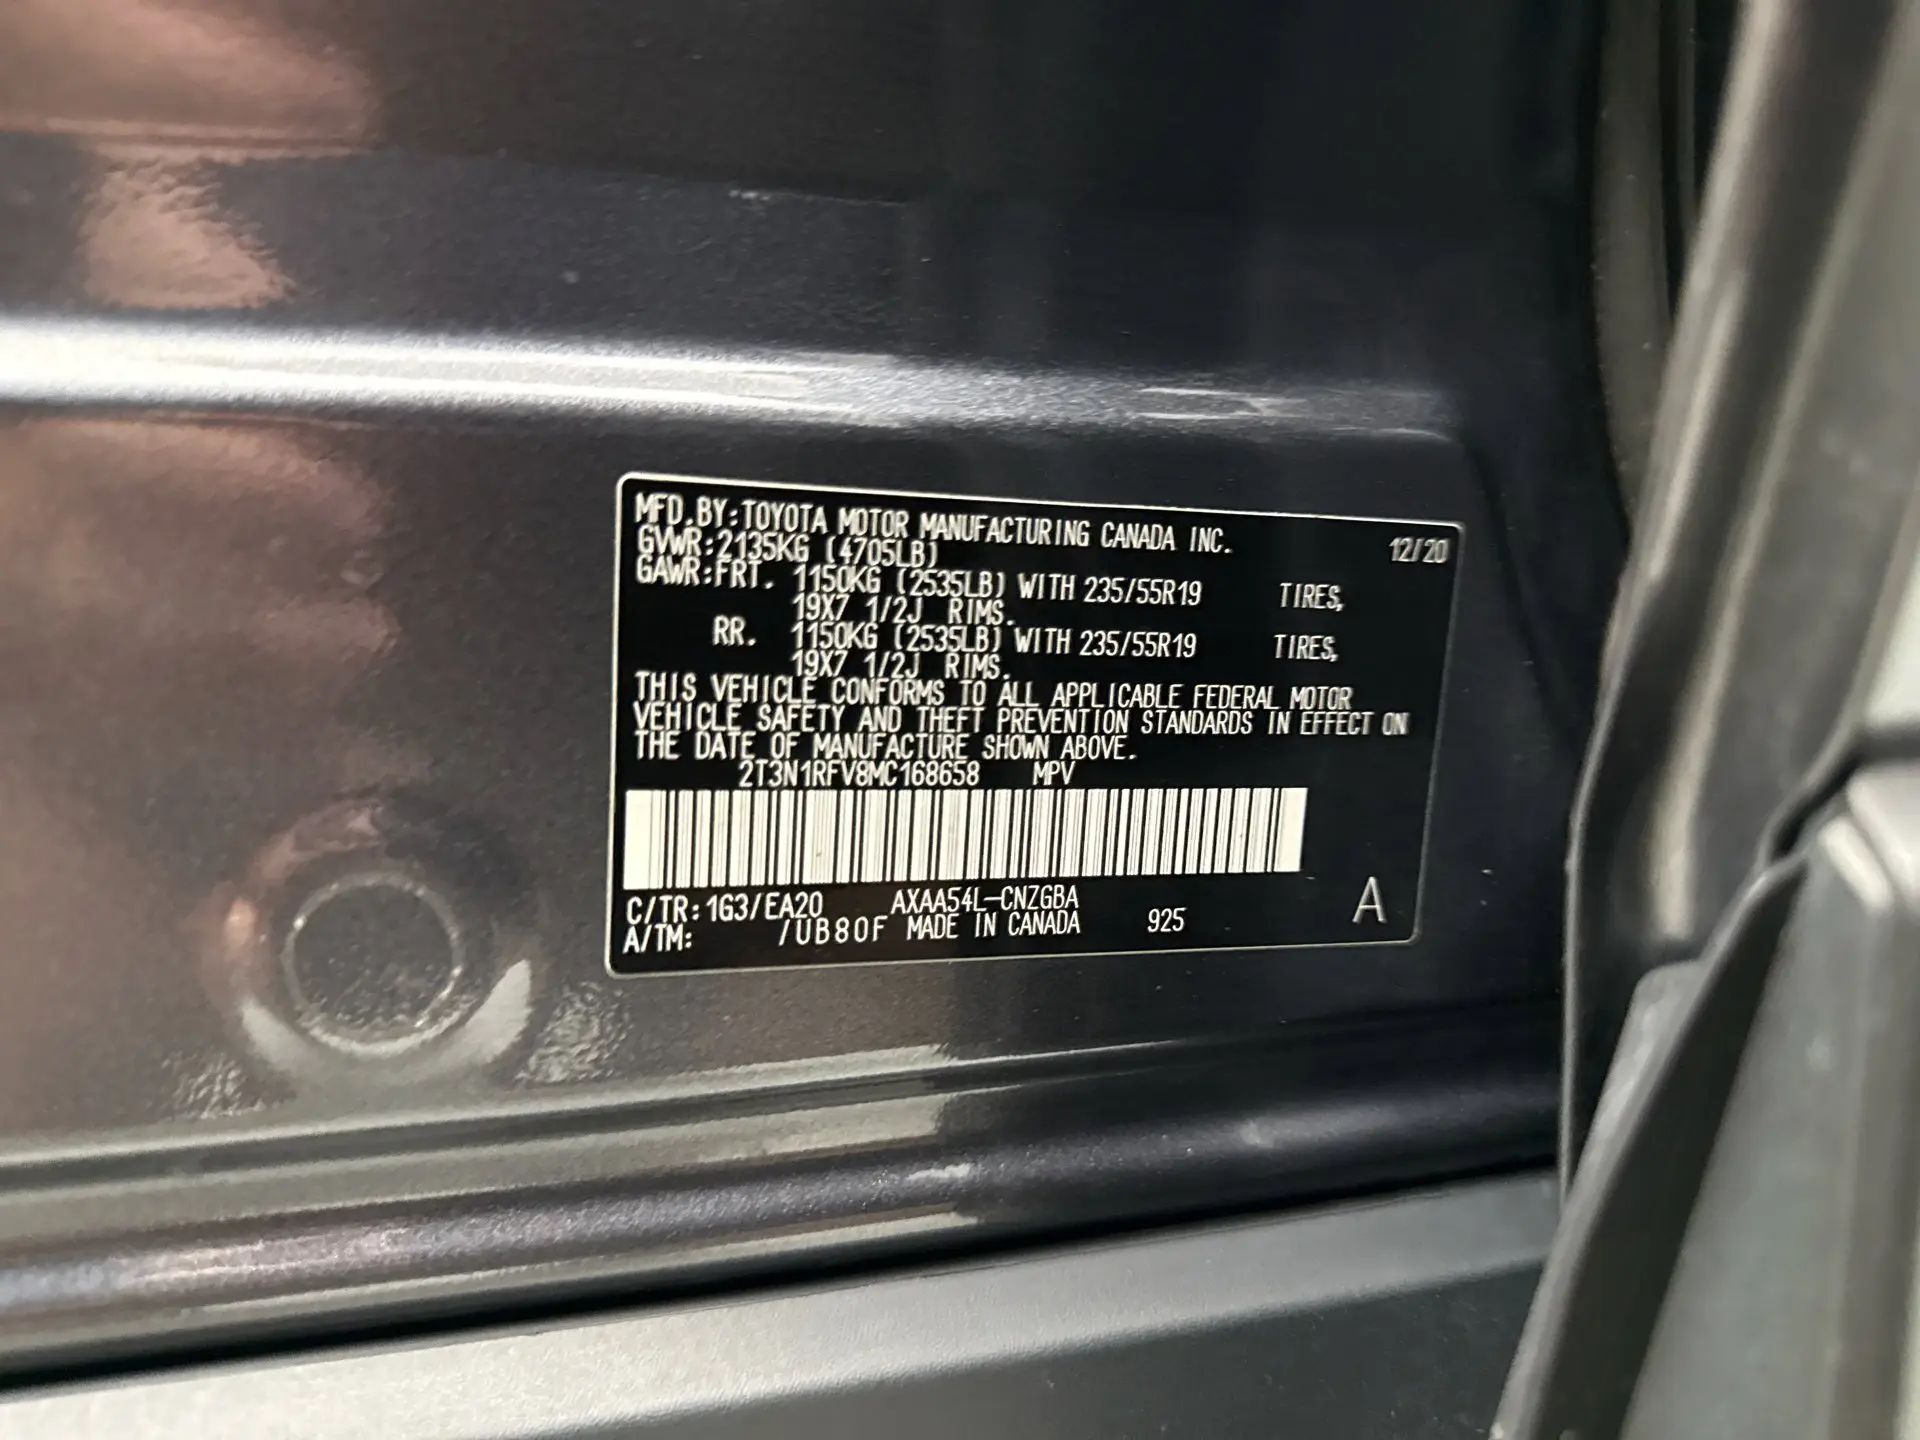 MFD.BY:TOYOTA MOTOR MANUFACTURING CANADA INC. 12/20
GVWR:2135KG (4705LB)
GAWR:FRT. 1150KG (2535LB) WITH 235/55R19 TIRES,
19X7 1/2J RIMS.
RR. 1150KG (2535LB) WITH 235/55R19 TIRES,
19X7 1/2J RIMS.
THIS VEHICLE CONFORMS TO ALL APPLICABLE FEDERAL MOTOR
VEHICLE SAFETY AND THEFT PREVENTION STANDARDS IN EFFECT ON
THE DATE OF MANUFACTURE SHOWN ABOVE.
2T3N1RFV8MC168658 MPV
C/TR:1G3/EA20 AXAA54L-CNZGBA
A/TM: /UB80F MADE IN CANADA 925 A